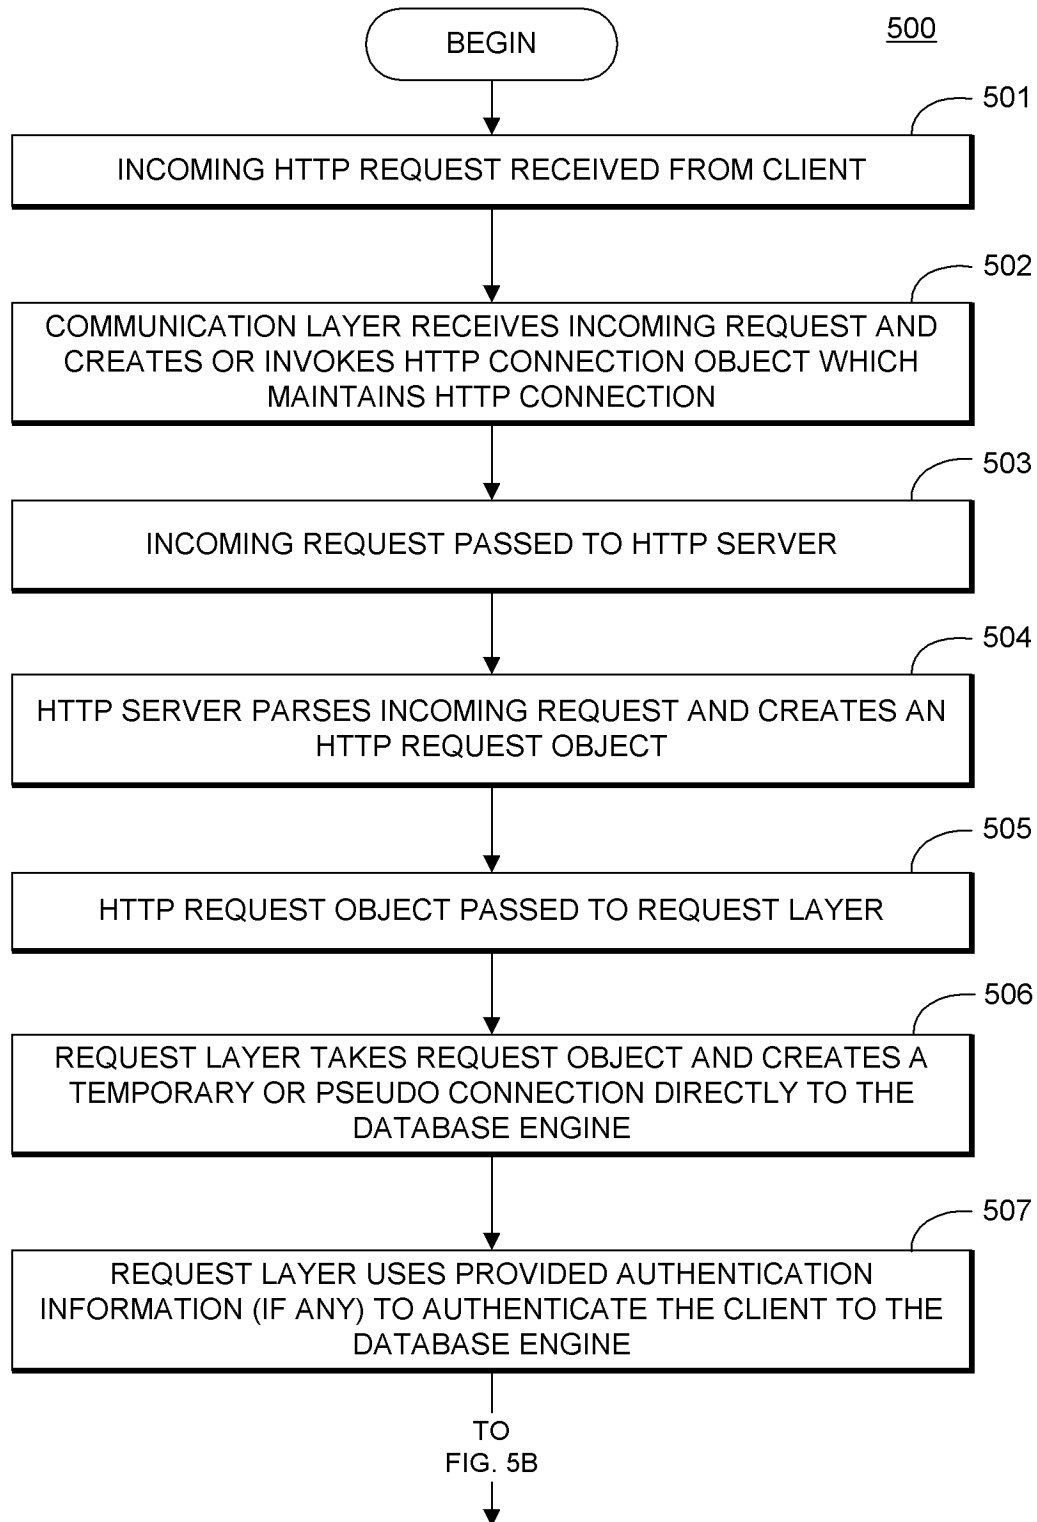 BEGIN
500
501
INCOMING HTTP REQUEST RECEIVED FROM CLIENT
502
COMMUNICATION LAYER RECEIVES INCOMING REQUEST AND
CREATES OR INVOKES HTTP CONNECTION OBJECT WHICH
MAINTAINS HTTP CONNECTION
503
INCOMING REQUEST PASSED TO HTTP SERVER
504
HTTP SERVER PARSES INCOMING REQUEST AND CREATES AN
HTTP REQUEST OBJECT
505
HTTP REQUEST OBJECT PASSED TO REQUEST LAYER
506
REQUEST LAYER TAKES REQUEST OBJECT AND CREATES A
TEMPORARY OR PSEUDO CONNECTION DIRECTLY TO THE
DATABASE ENGINE
507
REQUEST LAYER USES PROVIDED AUTHENTICATION
INFORMATION (IF ANY) TO AUTHENTICATE THE CLIENT TO THE
DATABASE ENGINE
TO
FIG. 5B